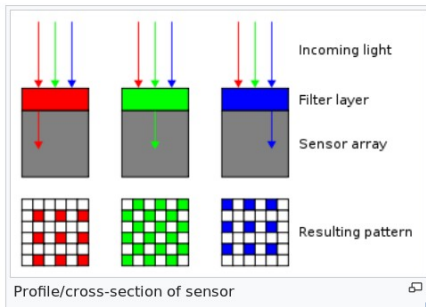 Incoming light
Filter layer
Sensor array
Resulting pattern
Profile/cross-section of sensor